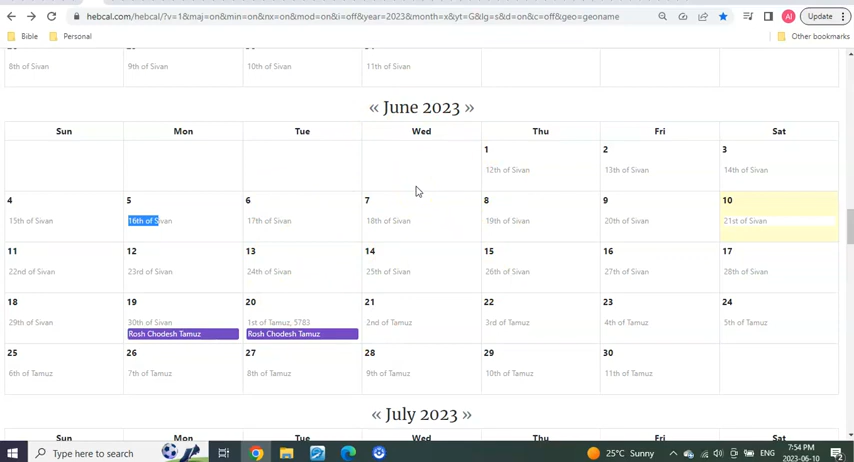 hebcal.com/hebcal/?v=1&maj=on&min=on&nx=on&mod=on&i=off&year=2023&month=x&yt=G&lg=s&d=on&c=off&geo=geoname
AI
Update
Bible
Personal
Other bookmarks
8th of Sivan 9th of Sivan 10th of Sivan 11th of Sivan
« June 2023 »
Sun Mon Tue Wed Thu Fri Sat
1 2 3
12th of Sivan 13th of Sivan 14th of Sivan
4 5 6 7 8 9 10
15th of Sivan 16th of Sivan 17th of Sivan 18th of Sivan 19th of Sivan 20th of Sivan 21st of Sivan
11 12 13 14 15 16 17
22nd of Sivan 23rd of Sivan 24th of Sivan 25th of Sivan 26th of Sivan 27th of Sivan 28th of Sivan
18 19 20 21 22 23 24
29th of Sivan 30th of Sivan 1st of Tamuz, 5783 2nd of Tamuz 3rd of Tamuz 4th of Tamuz 5th of Tamuz
Rosh Chodesh Tamuz Rosh Chodesh Tamuz
25 26 27 28 29 30
6th of Tamuz 7th of Tamuz 8th of Tamuz 9th of Tamuz 10th of Tamuz 11th of Tamuz
« July 2023 »
Sun Mon Tue Wed Thu Fri Sat
Type here to search
25°C Sunny
ENG
7:54 PM
2023-06-10
2